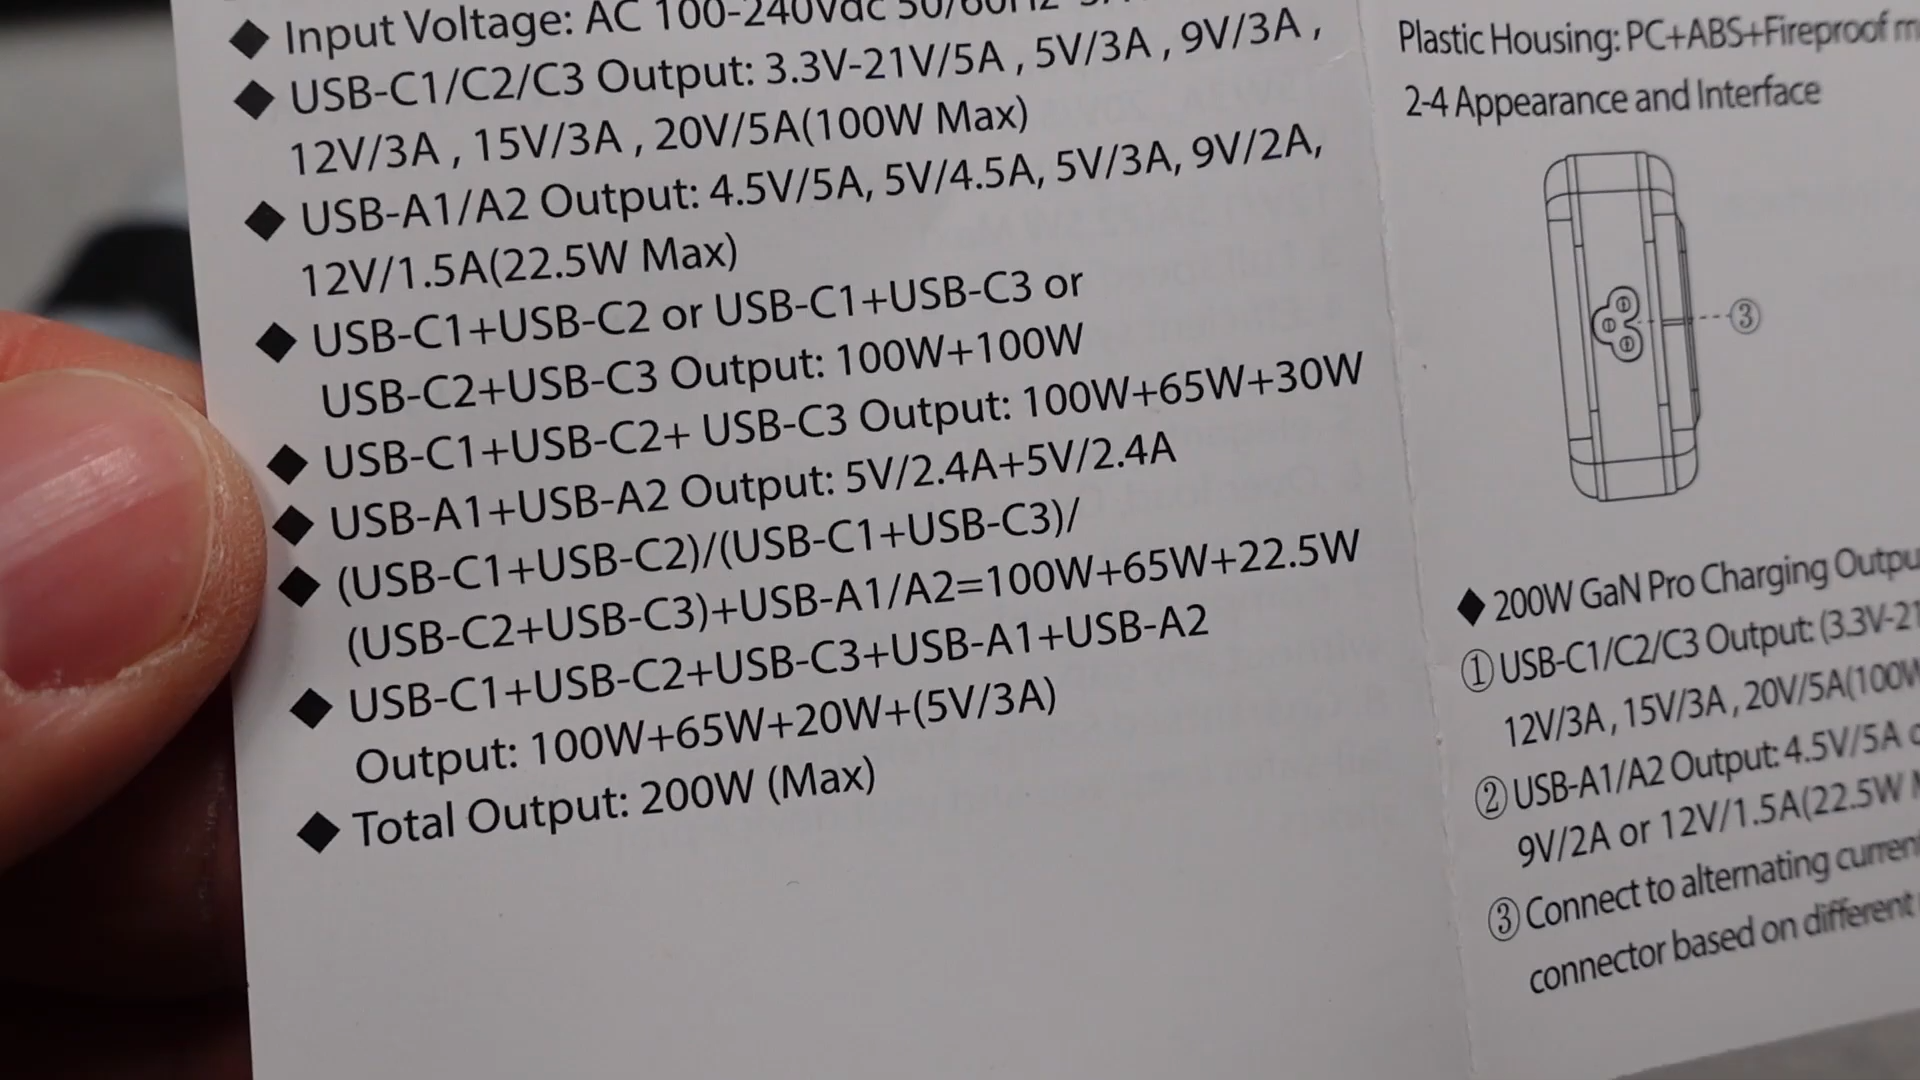 ◆ Input Voltage: AC 100-240Vac 50/60Hz
◆ USB-C1/C2/C3 Output: 3.3V-21V/5A , 5V/3A , 9V/3A ,
12V/3A , 15V/3A , 20V/5A(100W Max)
◆ USB-A1/A2 Output: 4.5V/5A, 5V/4.5A, 5V/3A, 9V/2A,
12V/1.5A(22.5W Max)
◆ USB-C1+USB-C2 or USB-C1+USB-C3 or
USB-C2+USB-C3 Output: 100W+100W
◆ USB-C1+USB-C2+ USB-C3 Output: 100W+65W+30W
◆ USB-A1+USB-A2 Output: 5V/2.4A+5V/2.4A
◆ (USB-C1+USB-C2)/(USB-C1+USB-C3)/
(USB-C2+USB-C3)+USB-A1/A2=100W+65W+22.5W
◆ USB-C1+USB-C2+USB-C3+USB-A1+USB-A2
Output: 100W+65W+20W+(5V/3A)
◆ Total Output: 200W (Max)
Plastic Housing: PC+ABS+Fireproof
2-4 Appearance and Interface
③
◆ 200W GaN Pro Charging Outpu
① USB-C1/C2/C3 Output: (3.3V-21
12V/3A , 15V/3A , 20V/5A(100W
② USB-A1/A2 Output: 4.5V/5A
9V/2A or 12V/1.5A(22.5W
③ Connect to alternating current
connector based on different